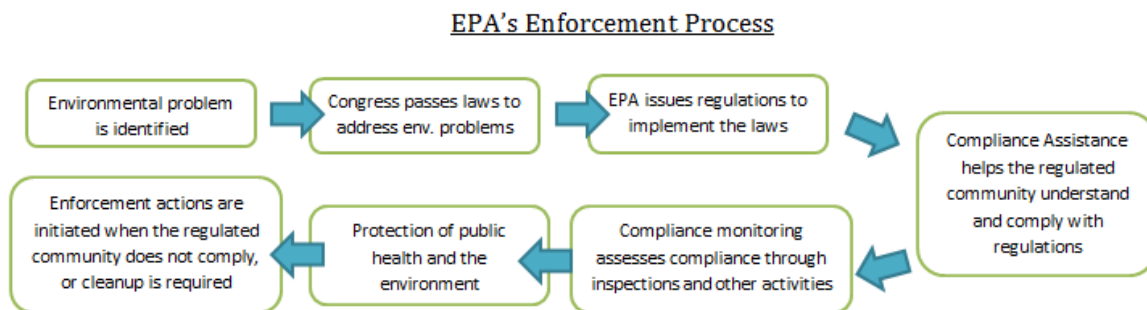 EPA's Enforcement Process
Environmental problem
is identified
Congress passes laws to
address env. problems
EPA issues regulations to
implement the laws
Compliance Assistance
helps the regulated
community understand
and comply with
regulations
Compliance monitoring
assesses compliance through
inspections and other activities
Protection of public
health and the
environment
Enforcement actions are
initiated when the regulated
community does not comply,
or cleanup is required